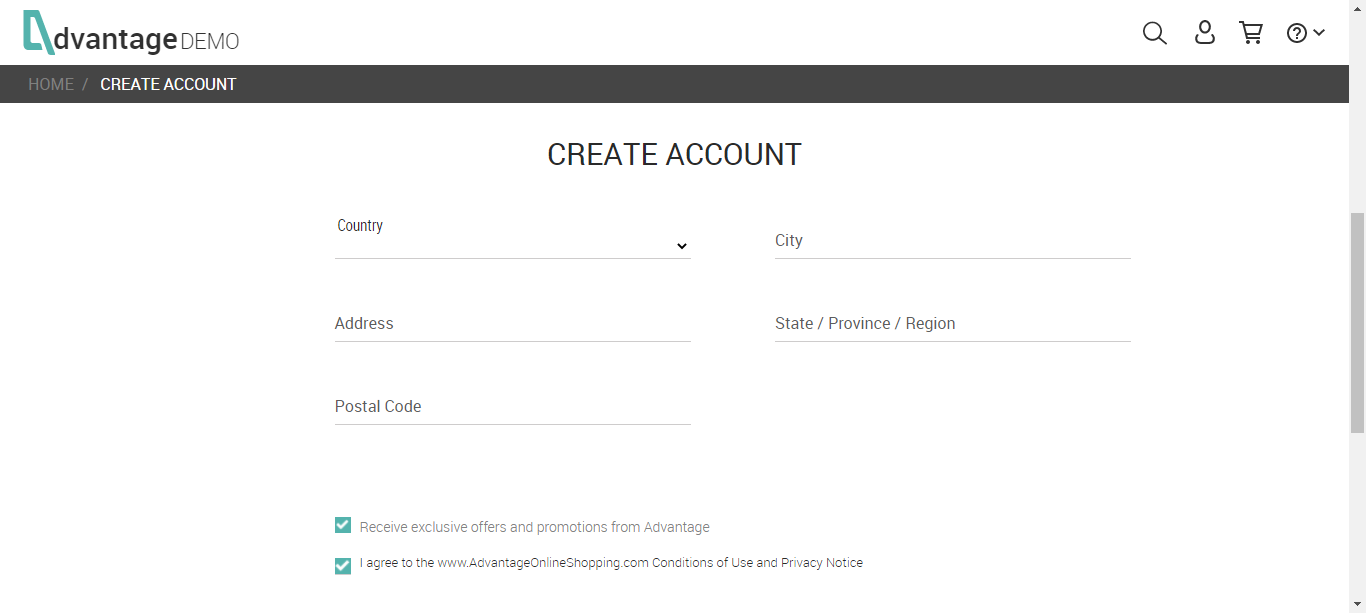 dvantage DEMO
HOME / CREATE ACCOUNT
CREATE ACCOUNT
Country
City
Address
State / Province / Region
Postal Code
Receive exclusive offers and promotions from Advantage
I agree to the www.AdvantageOnlineShopping.com Conditions of Use and Privacy Notice